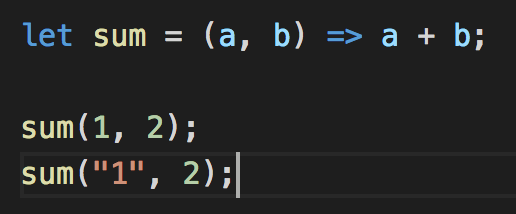 let sum = (a, b) => a + b;
sum(1, 2);
sum("1", 2);